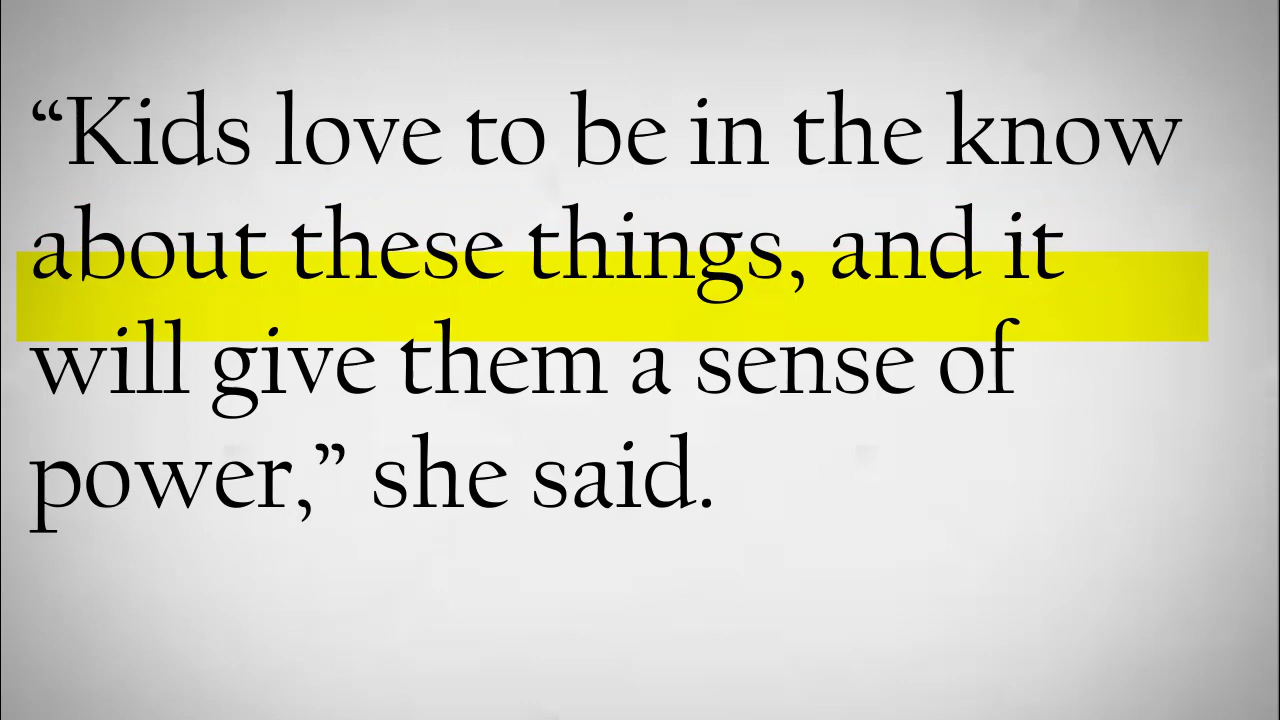 “Kids love to be in the know
about these things, and it
will give them a sense of
power,” she said.